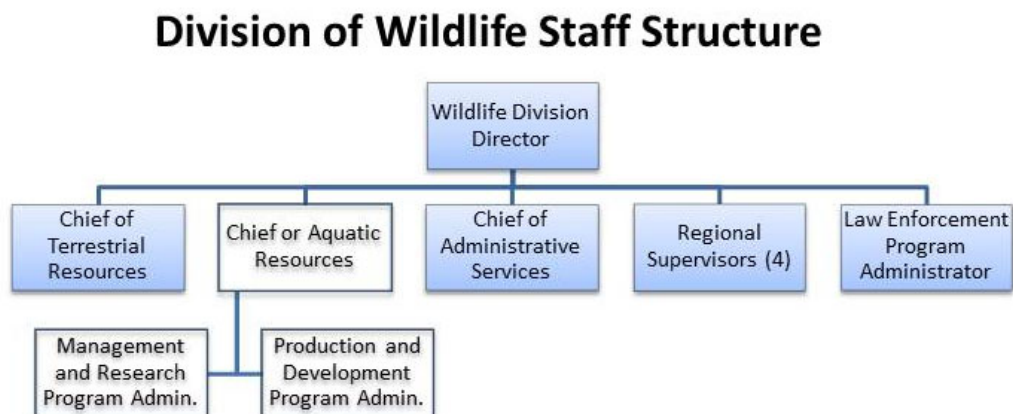 Division of Wildlife Staff Structure
Wildlife Division
Director
Chief of
Terrestrial
Resources
Chief or Aquatic
Resources
Chief of
Administrative
Services
Regional
Supervisors (4)
Law Enforcement
Program
Administrator
Management
and Research
Program Admin.
Production and
Development
Program Admin.